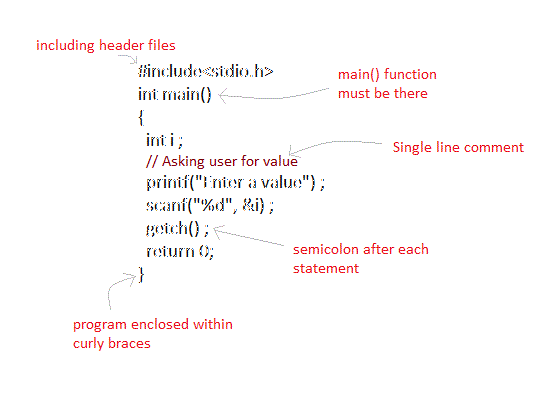 including header files
#include<stdio.h>
int main()
main() function
must be there
{
int i ;
// Asking user for value
Single line comment
printf("Enter a value") ;
scanf("%d", &i) ;
getch() ;
return 0;
semicolon after each
statement
}
program enclosed within
curly braces